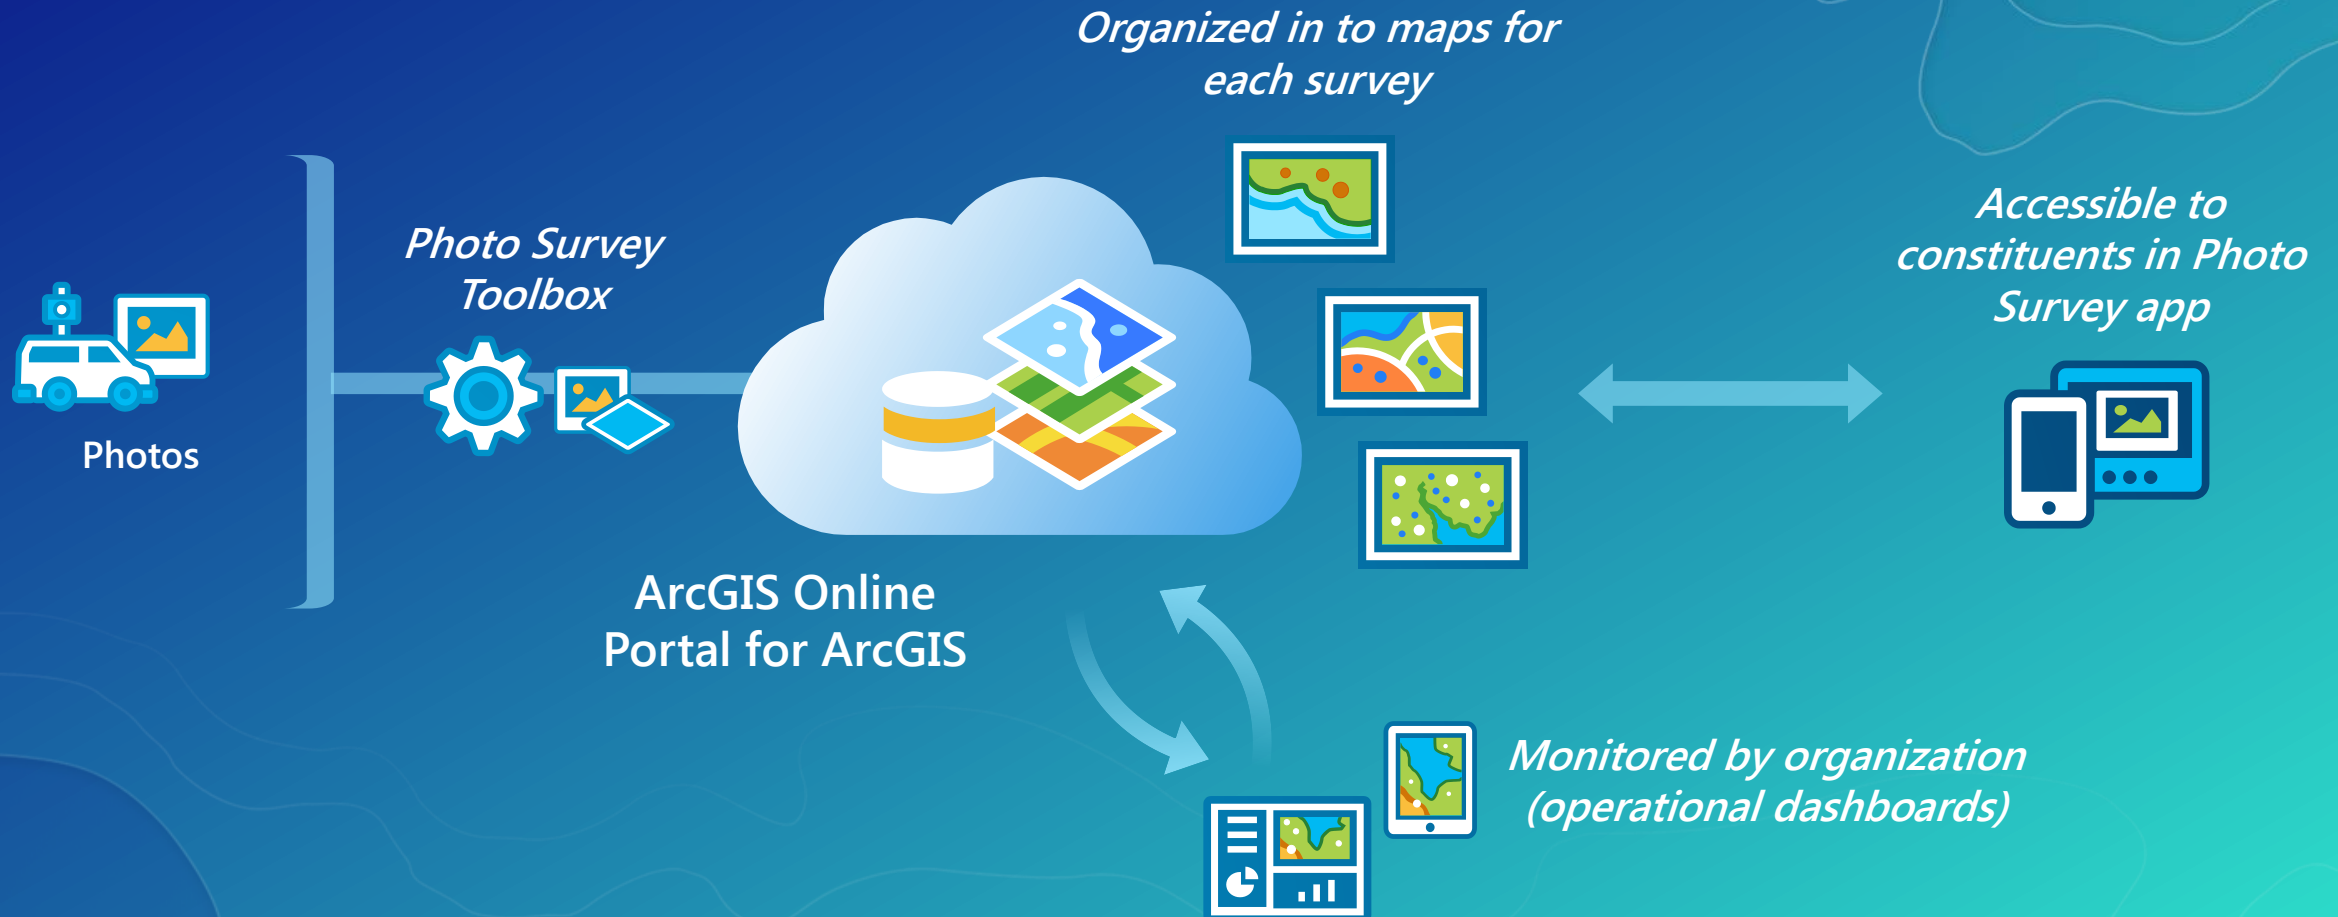 Organized in to maps for
each survey
Photo Survey
Toolbox
Accessible to
constituents in Photo
Survey app
Photos
ArcGIS Online
Portal for ArcGIS
Monitored by organization
(operational dashboards)